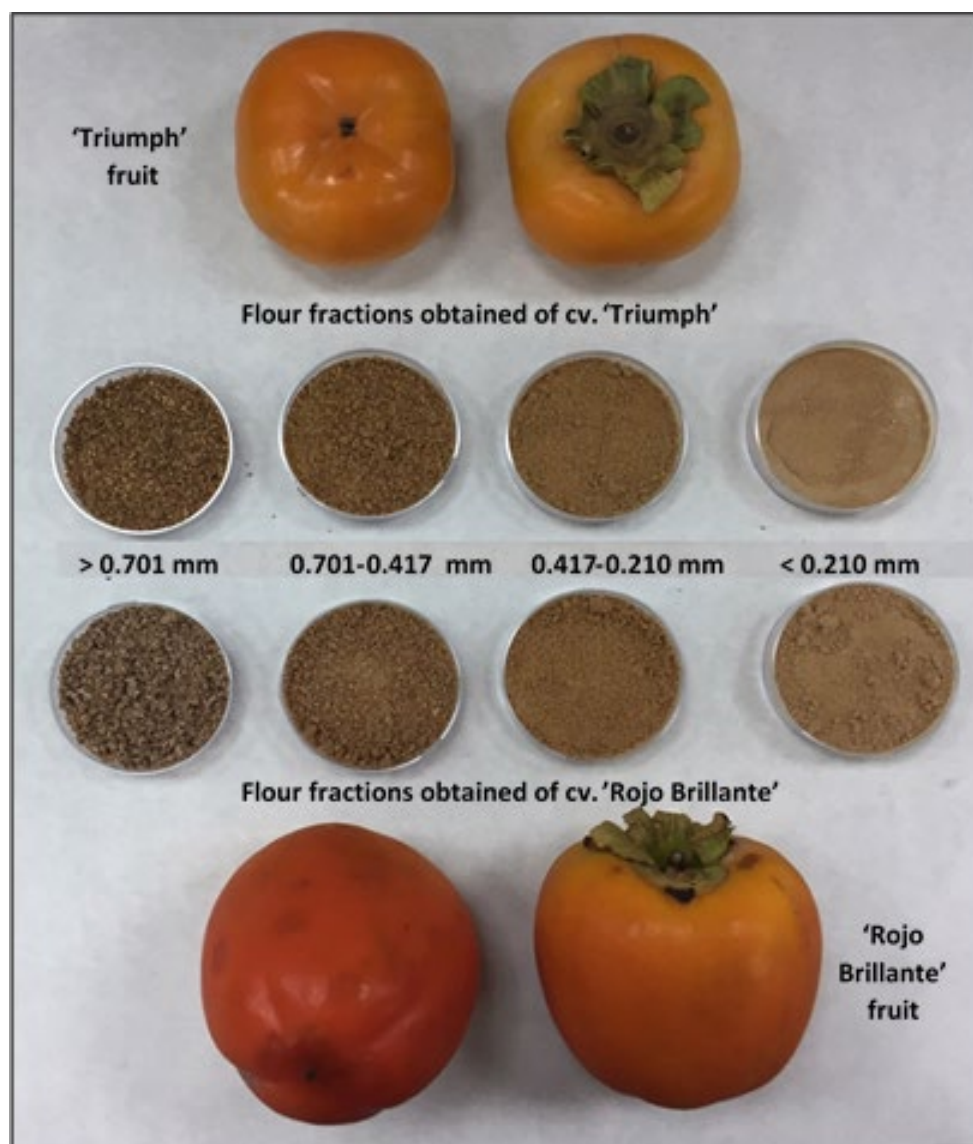 ‘Triumph’
fruit
Flour fractions obtained of cv. ‘Triumph’
> 0.701 mm 0.701-0.417 mm 0.417-0.210 mm < 0.210 mm
Flour fractions obtained of cv. ’Rojo Brillante’
‘Rojo
Brillante’
fruit